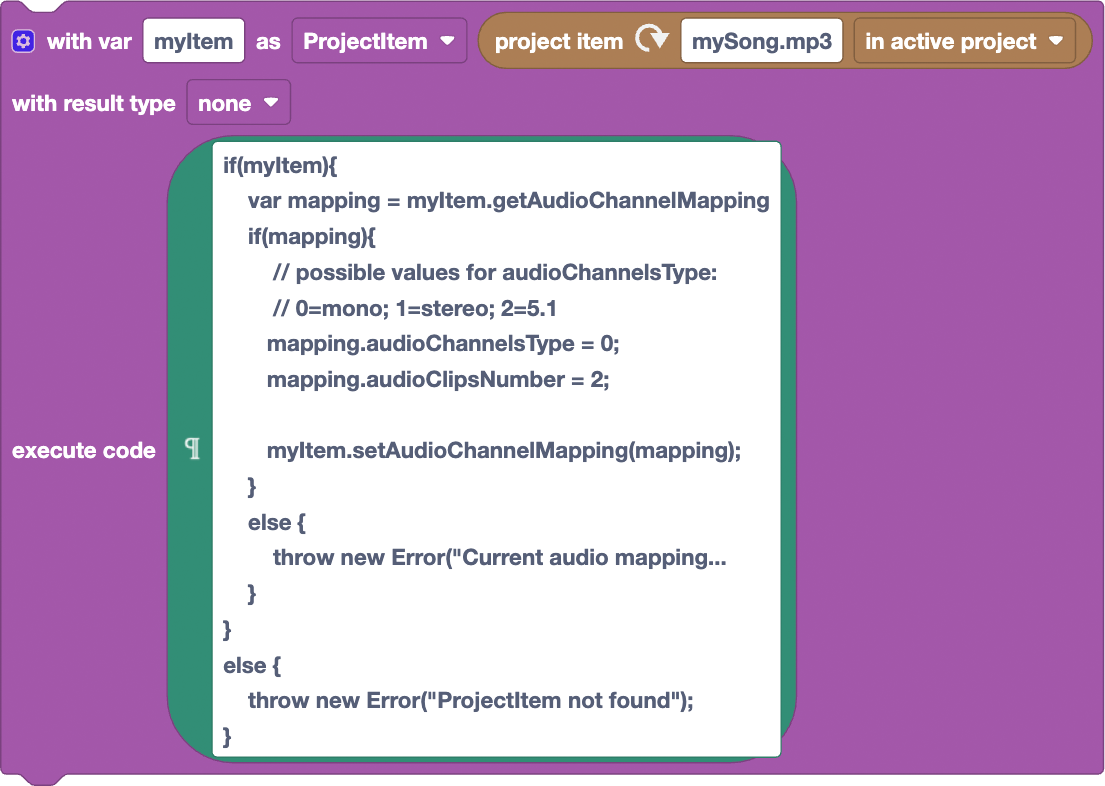 with var myItem as ProjectItem project item mySong.mp3 in active project
with result type none
if(myItem){
var mapping = myItem.getAudioChannelMapping
if(mapping){
// possible values for audioChannelsType:
// 0=mono; 1=stereo; 2=5.1
mapping.audioChannelsType = 0;
mapping.audioClipsNumber = 2;
execute code ¶ myItem.setAudioChannelMapping(mapping);
}
else {
throw new Error("Current audio mapping...
}
}
else {
throw new Error("ProjectItem not found");
}